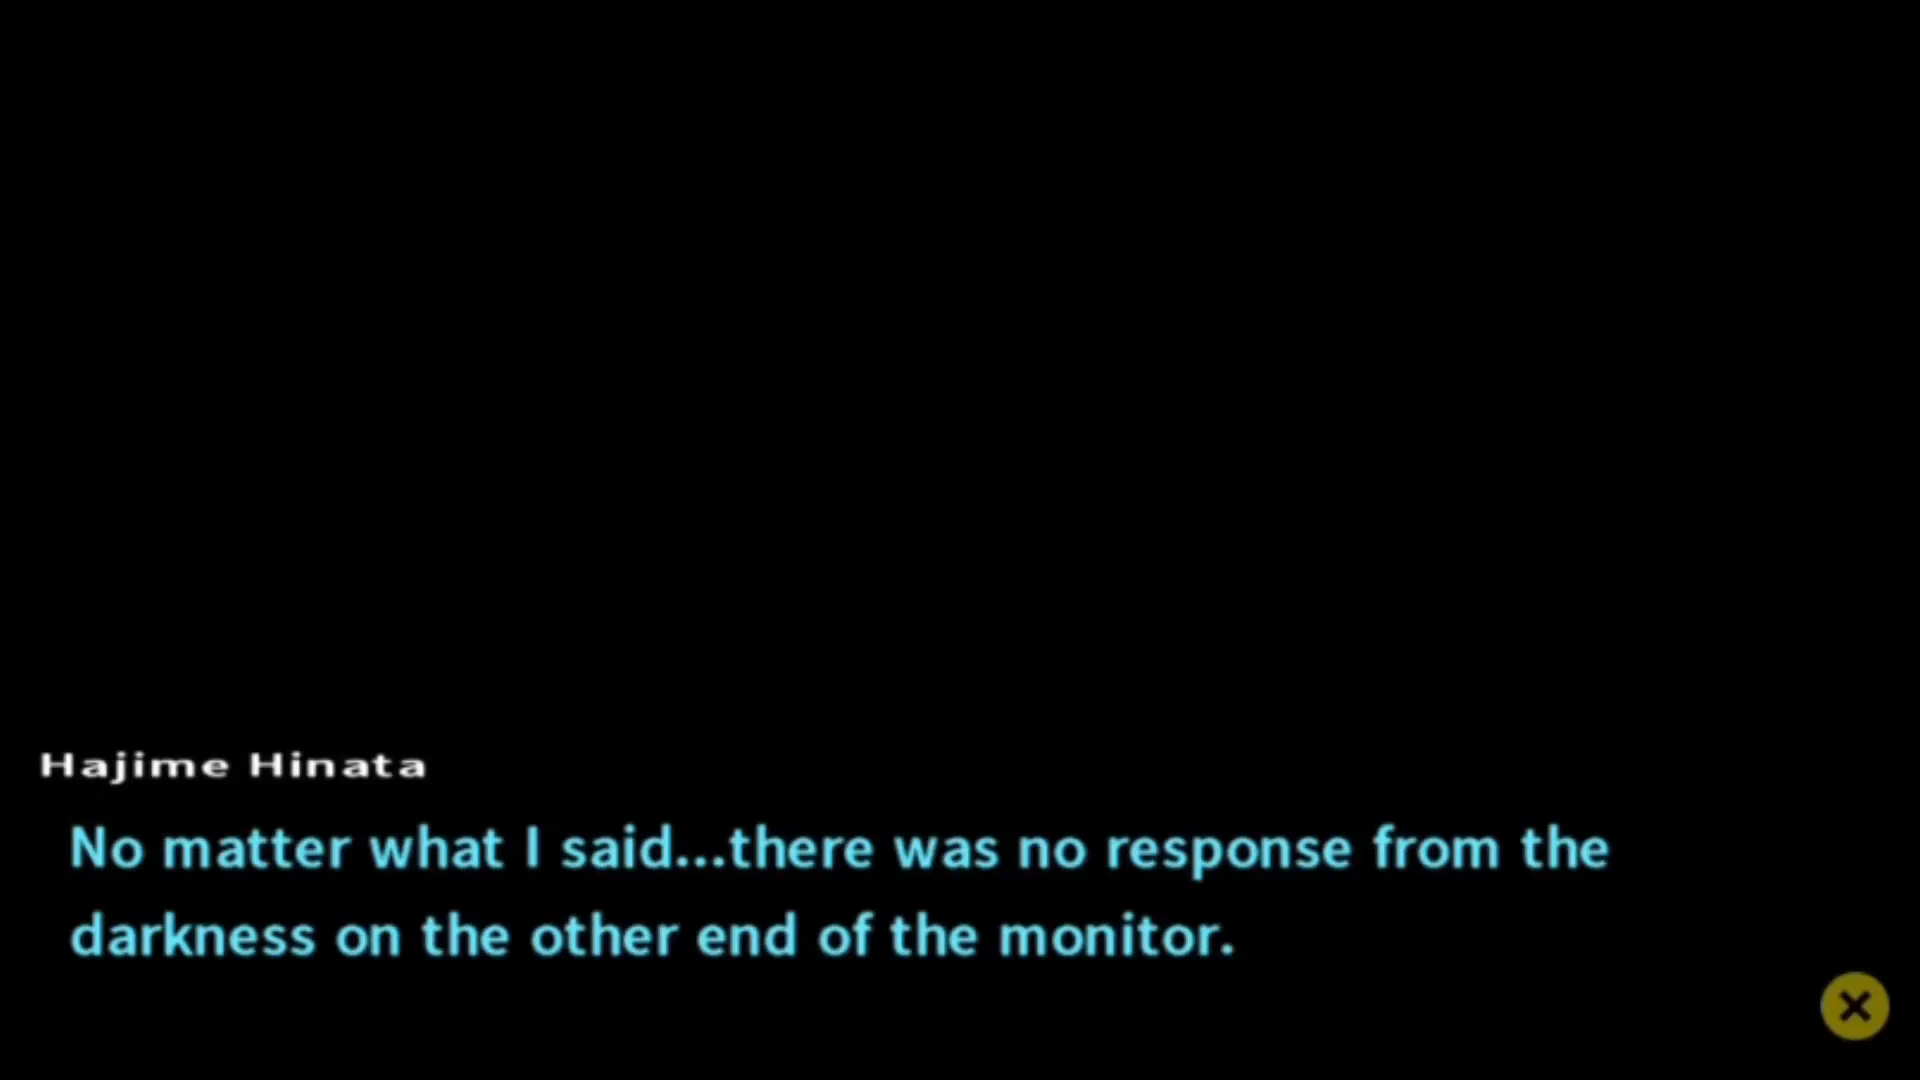 Hajime Hinata
No matter what I said...there was no response from the
darkness on the other end of the monitor.